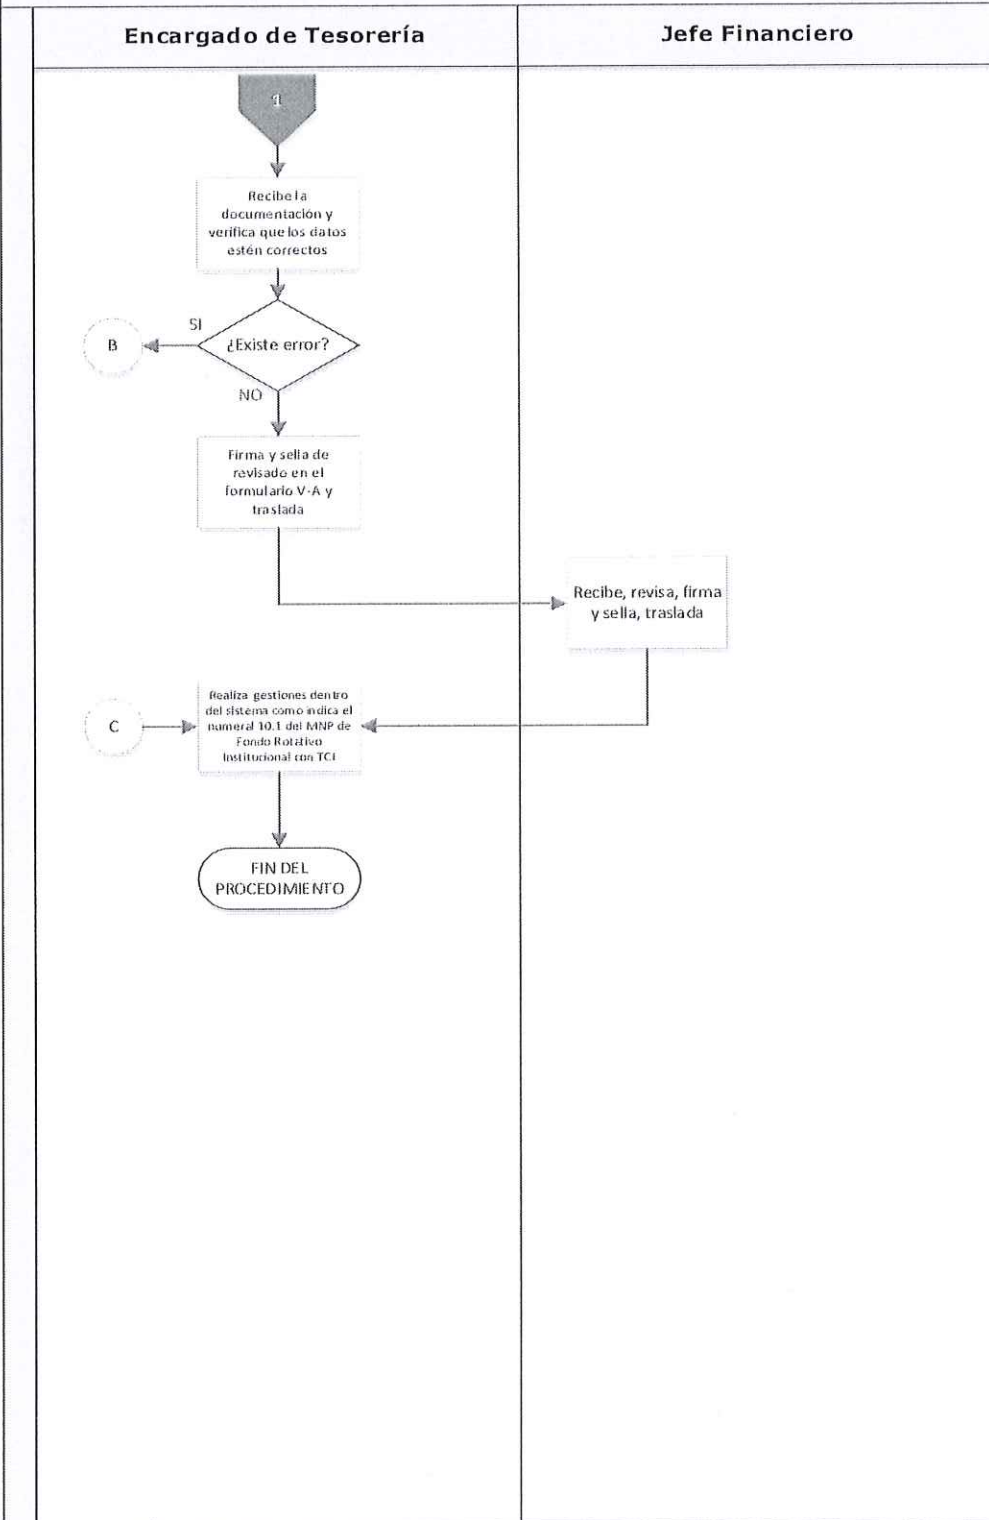 Encargado de Tesorería
Jefe Financiero
1
Recibe la
documentación y
verifica que los datos
estén correctos
SI
B
¿Existe error?
NO
Firma y sella de
revisado en el
formulario V-A y
traslada
Recibe, revisa, firma
y sella, traslada
Realiza gestiones dentro
del sistema como indica el
numeral 10.1 del MNP de
Fondo Rotativo
Institucional con TCI
C
FIN DEL
PROCEDIMIENTO